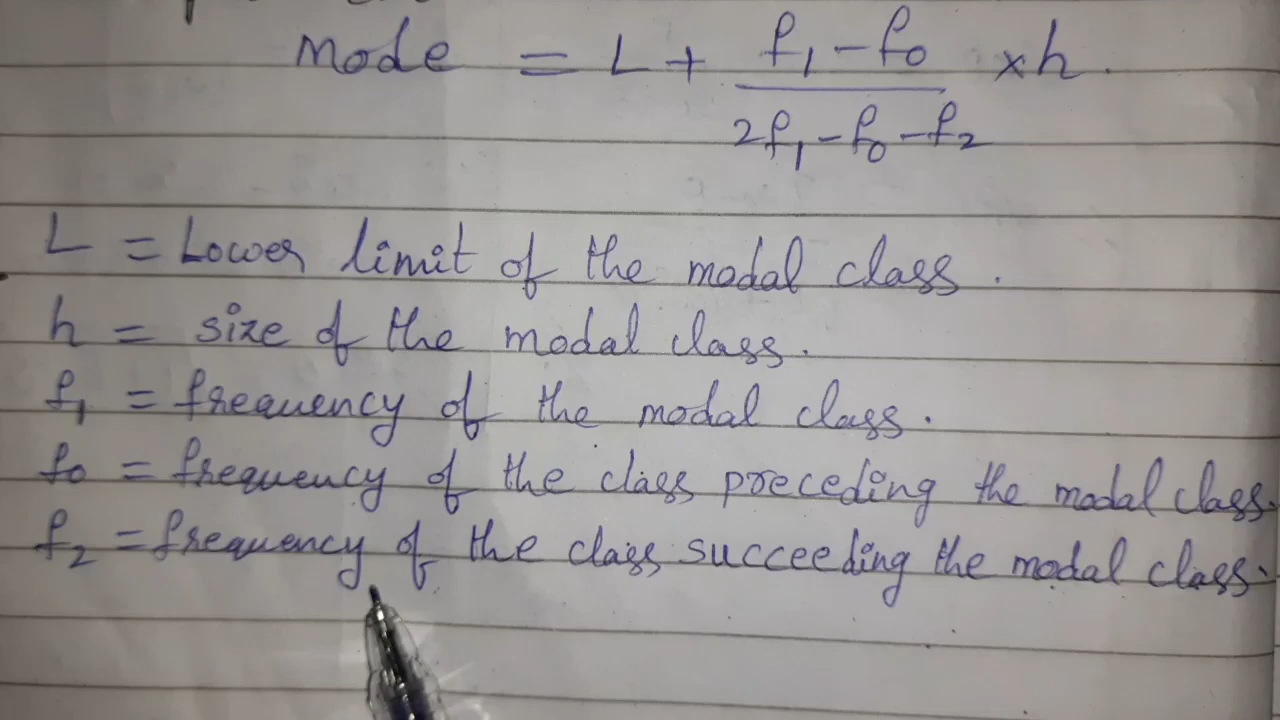 mode = L + f₁ - f₀ / 2f₁ - f₀ - f₂ × h.
L = Lower limit of the modal class.
h = size of the modal class.
f₁ = frequency of the modal class.
f₀ = frequency of the class preceding the modal class.
f₂ = frequency of the class succeeding the modal class.